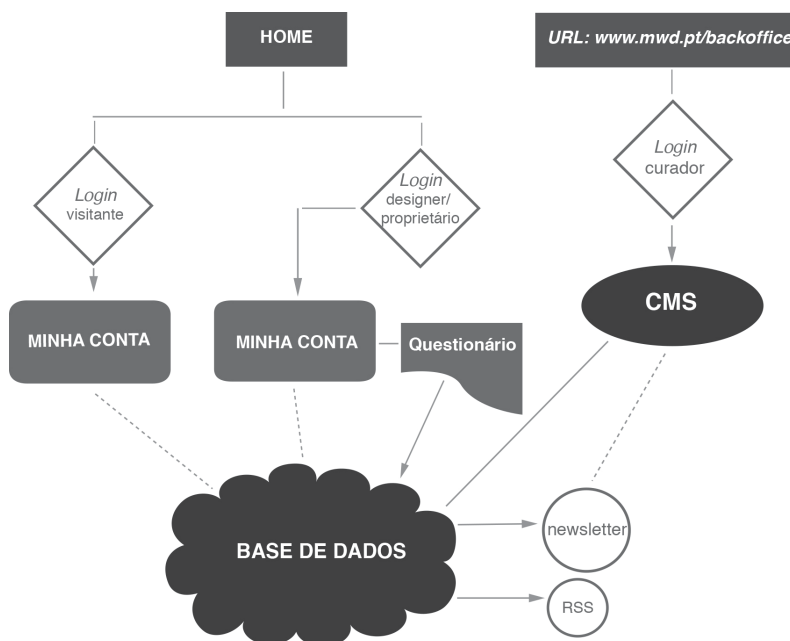 HOME
URL: www.mwd.pt/backoffice
Login
visitante
Login
designer/
proprietário
Login
curador
MINHA CONTA
MINHA CONTA
Questionário
CMS
BASE DE DADOS
newsletter
RSS